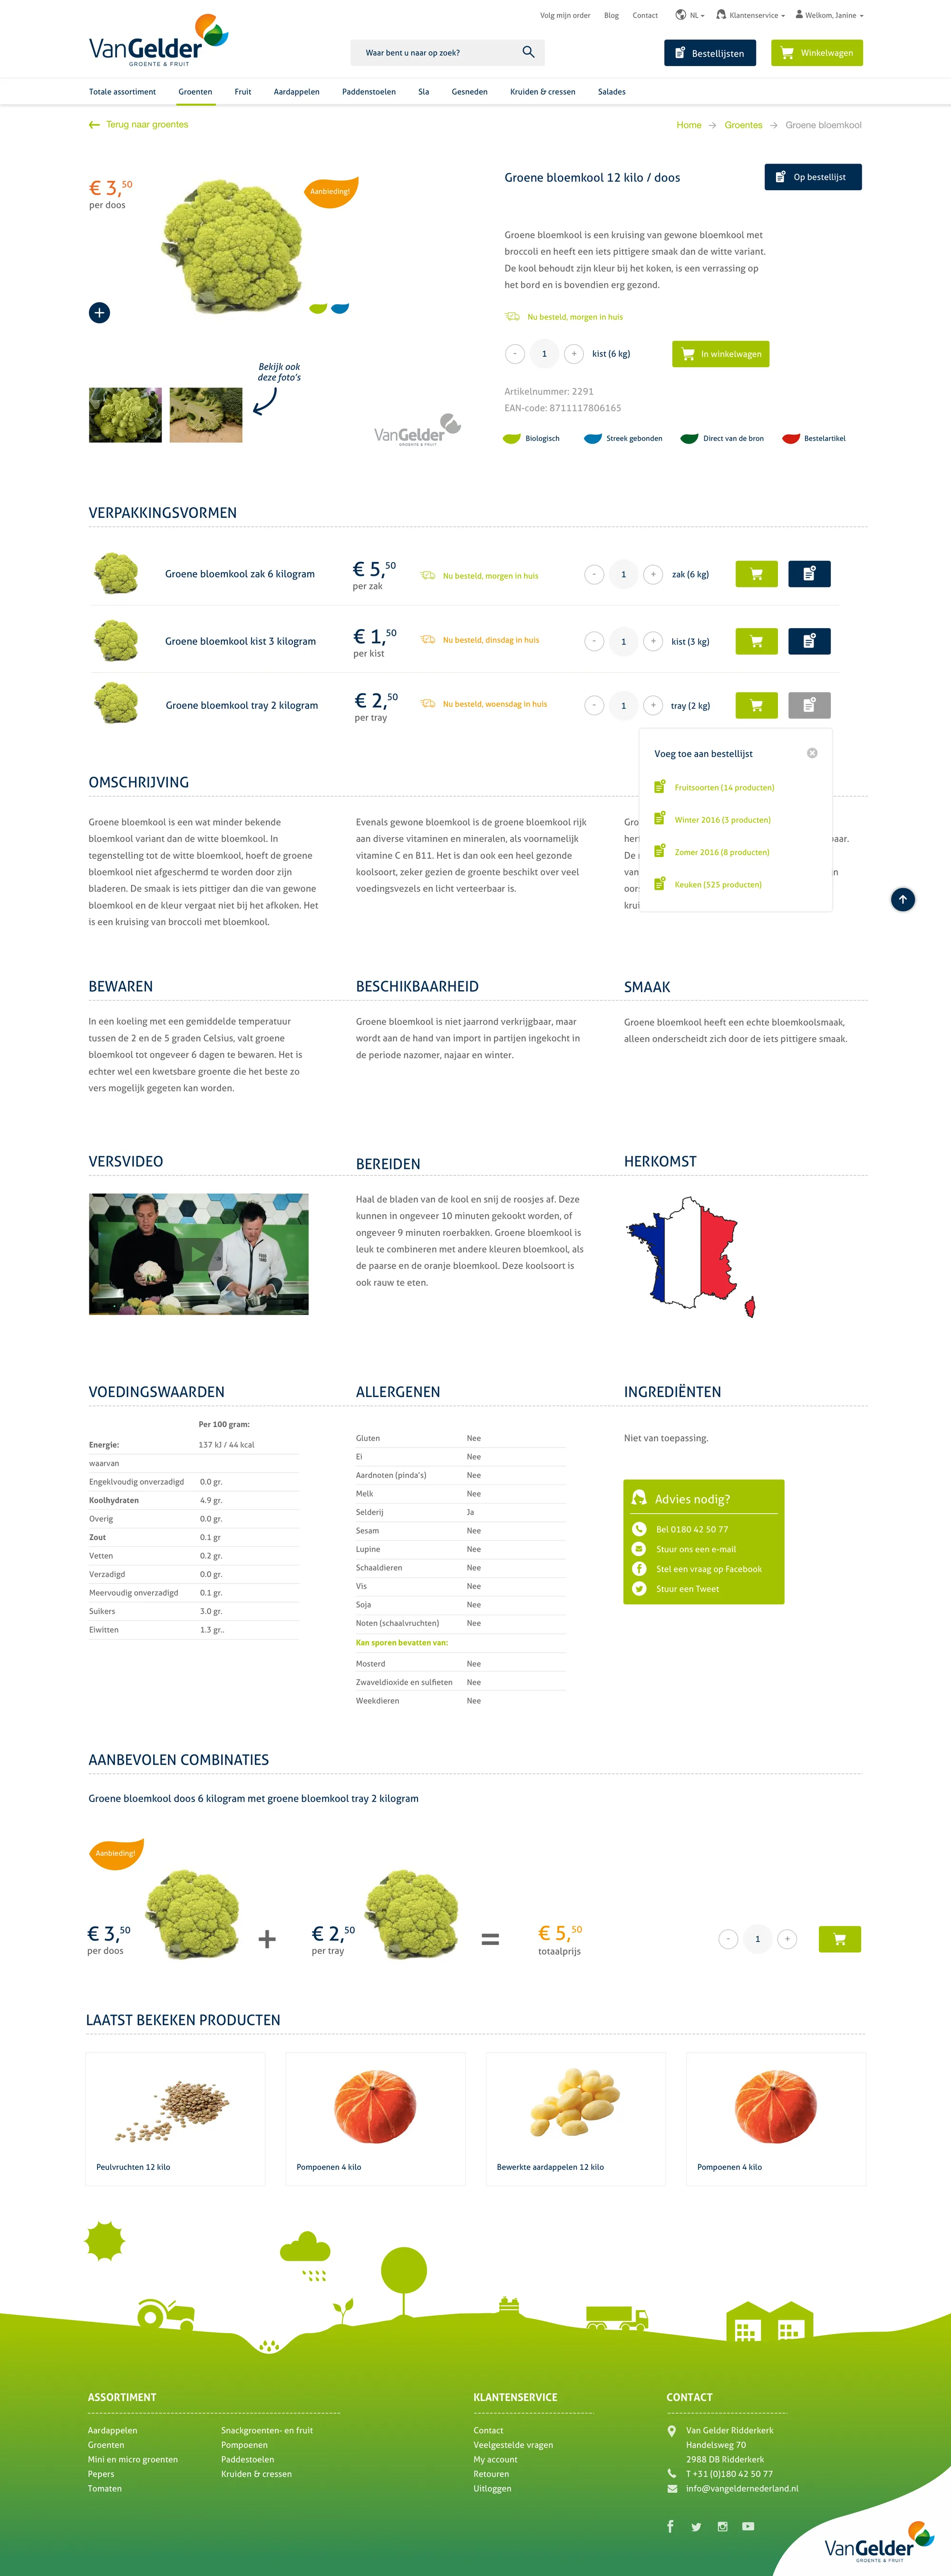 Volg mijn order Blog Contact NL Klantenservice Welkom, Janine
VanGelder
GROENTE & FRUIT
Waar bent u naar op zoek?
Bestellijsten
Winkelwagen
Totale assortiment Groenten Fruit Aardappelen Paddenstoelen Sla Gesneden Kruiden & cressen Salades
Terug naar groentes
Home → Groentes → Groene bloemkool
€ 3,50
per doos
Aanbieding!
Groene bloemkool 12 kilo / doos
Op bestellijst
Groene bloemkool is een kruising van gewone bloemkool met
broccoli en heeft een iets pittigere smaak dan de witte variant.
De kool behoudt zijn kleur bij het koken, is een verrassing op
het bord en is bovendien erg gezond.
Nu besteld, morgen in huis
- 1 + kist (6 kg)
In winkelwagen
Bekijk ook
deze foto's
Artikelnummer: 2291
EAN-code: 8711117806165
VanGelder
GROENTE & FRUIT
Biologisch Streek gebonden Direct van de bron Bestelartikel
VERPAKKINGSVORMEN
Groene bloemkool zak 6 kilogram
€ 5,50
per zak
Nu besteld, morgen in huis
- 1 + zak (6 kg)
Groene bloemkool kist 3 kilogram
€ 1,50
per kist
Nu besteld, dinsdag in huis
- 1 + kist (3 kg)
Groene bloemkool tray 2 kilogram
€ 2,50
per tray
Nu besteld, woensdag in huis
- 1 + tray (2 kg)
Voeg toe aan bestellijst
Fruitsoorten (14 producten)
Winter 2016 (3 producten)
Zomer 2016 (8 producten)
Keuken (525 producten)
OMSCHRIJVING
Groene bloemkool is een wat minder bekende
bloemkool variant dan de witte bloemkool. In
tegenstelling tot de witte bloemkool, hoeft de groene
bloemkool niet afgeschermd te worden door zijn
bladeren. De smaak is iets pittiger dan die van gewone
bloemkool en de kleur vergaat niet bij het afkoken. Het
is een kruising van broccoli met bloemkool.
Evenals gewone bloemkool is de groene bloemkool rijk
aan diverse vitaminen en mineralen, als voornamelijk
vitamine C en B11. Het is dan ook een heel gezonde
koolsoort, zeker gezien de groente beschikt over veel
voedingsvezels en licht verteerbaar is.
BEWAREN
In een koeling met een gemiddelde temperatuur
tussen de 2 en de 5 graden Celsius, valt groene
bloemkool tot ongeveer 6 dagen te bewaren. Het is
echter wel een kwetsbare groente die het beste zo
vers mogelijk gegeten kan worden.
BESCHIKBAARHEID
Groene bloemkool is niet jaarrond verkrijgbaar, maar
wordt aan de hand van import in partijen ingekocht in
de periode nazomer, najaar en winter.
SMAAK
Groene bloemkool heeft een echte bloemkoolsmaak,
alleen onderscheidt zich door de iets pittigere smaak.
VERSVIDEO
BEREIDEN
Haal de bladen van de kool en snij de roosjes af. Deze
kunnen in ongeveer 10 minuten gekookt worden, of
ongeveer 9 minuten roerbakken. Groene bloemkool is
leuk te combineren met andere kleuren bloemkool, als
de paarse en de oranje bloemkool. Deze koolsoort is
ook rauw te eten.
HERKOMST
VOEDINGSWAARDEN
Per 100 gram:
Energie: 137 kJ / 44 kcal
waarvan
Engeklvoudig onverzadigd 0.0 gr.
Koolhydraten 4.9 gr.
Overig 0.0 gr.
Zout 0.1 gr
Vetten 0.2 gr.
Verzadigd 0.0 gr.
Meervoudig onverzadigd 0.1 gr.
Suikers 3.0 gr.
Eiwitten 1.3 gr..
ALLERGENEN
Gluten Nee
Ei Nee
Aardnoten (pinda's) Nee
Melk Nee
Selderij Ja
Sesam Nee
Lupine Nee
Schaaldieren Nee
Vis Nee
Soja Nee
Noten (schaalvruchten) Nee
Kan sporen bevatten van:
Mosterd Nee
Zwaveldioxide en sulfieten Nee
Weekdieren Nee
INGREDIËNTEN
Niet van toepassing.
Advies nodig?
Bel 0180 42 50 77
Stuur ons een e-mail
Stel een vraag op Facebook
Stuur een Tweet
AANBEVOLEN COMBINATIES
Groene bloemkool doos 6 kilogram met groene bloemkool tray 2 kilogram
Aanbieding!
€ 3,50
per doos
+
€ 2,50
per tray
=
€ 5,50
totaalprijs
- 1 +
LAATST BEKEKEN PRODUCTEN
Peulvruchten 12 kilo
Pompoenen 4 kilo
Bewerkte aardappelen 12 kilo
Pompoenen 4 kilo
ASSORTIMENT
Aardappelen
Groenten
Mini en micro groenten
Pepers
Tomaten
Snackgroenten- en fruit
Pompoenen
Paddestoelen
Kruiden & cressen
KLANTENSERVICE
Contact
Veelgestelde vragen
My account
Retouren
Uitloggen
CONTACT
Van Gelder Ridderkerk
Handelsweg 70
2988 DB Ridderkerk
T +31 (0)180 42 50 77
info@vangeldernederland.nl
VanGelder
GROENTE & FRUIT